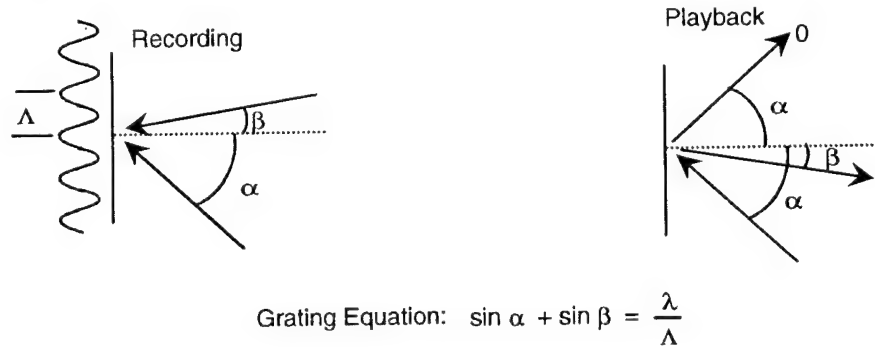 Recording
Playback
0
Λ
β
α
α
β
α
Grating Equation: sin α + sin β = λ/Λ